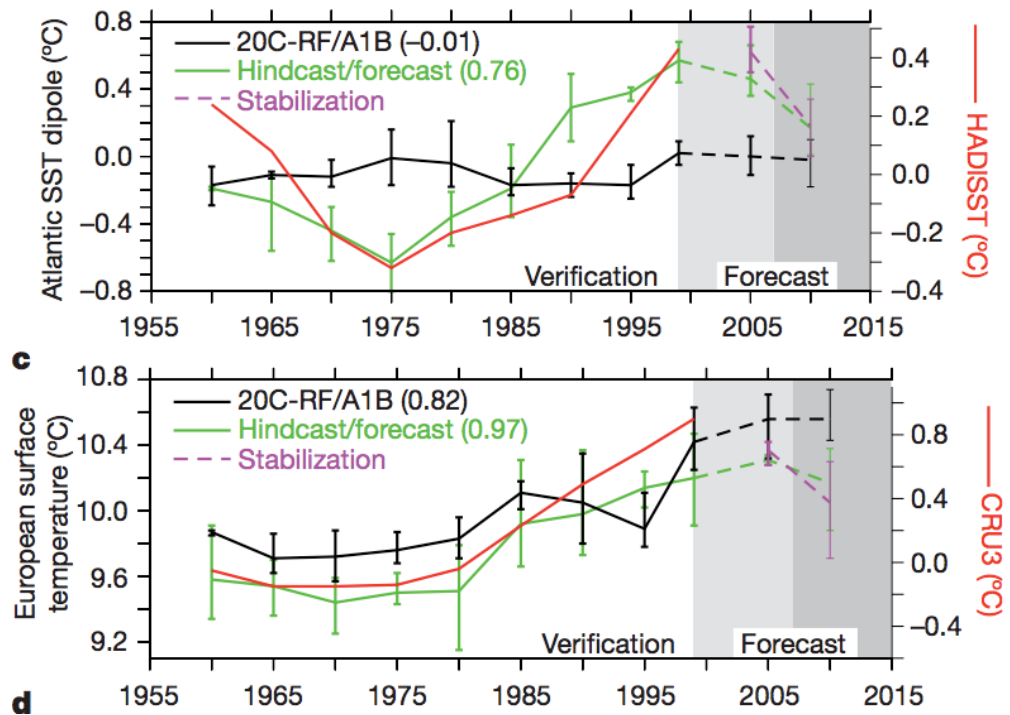 0.8
0.4
0.0
–0.4
–0.8
Atlantic SST dipole (ºC)
20C-RF/A1B (–0.01)
Hindcast/forecast (0.76)
Stabilization
Verification
Forecast
0.4
0.2
0.0
–0.2
–0.4
HADISST (ºC)
1955
1965
1975
1985
1995
2005
2015
c
10.8
10.4
10.0
9.6
9.2
European surface
temperature (ºC)
20C-RF/A1B (0.82)
Hindcast/forecast (0.97)
Stabilization
Verification
Forecast
0.8
0.4
0.0
–0.4
CRU3 (ºC)
1955
1965
1975
1985
1995
2005
2015
d